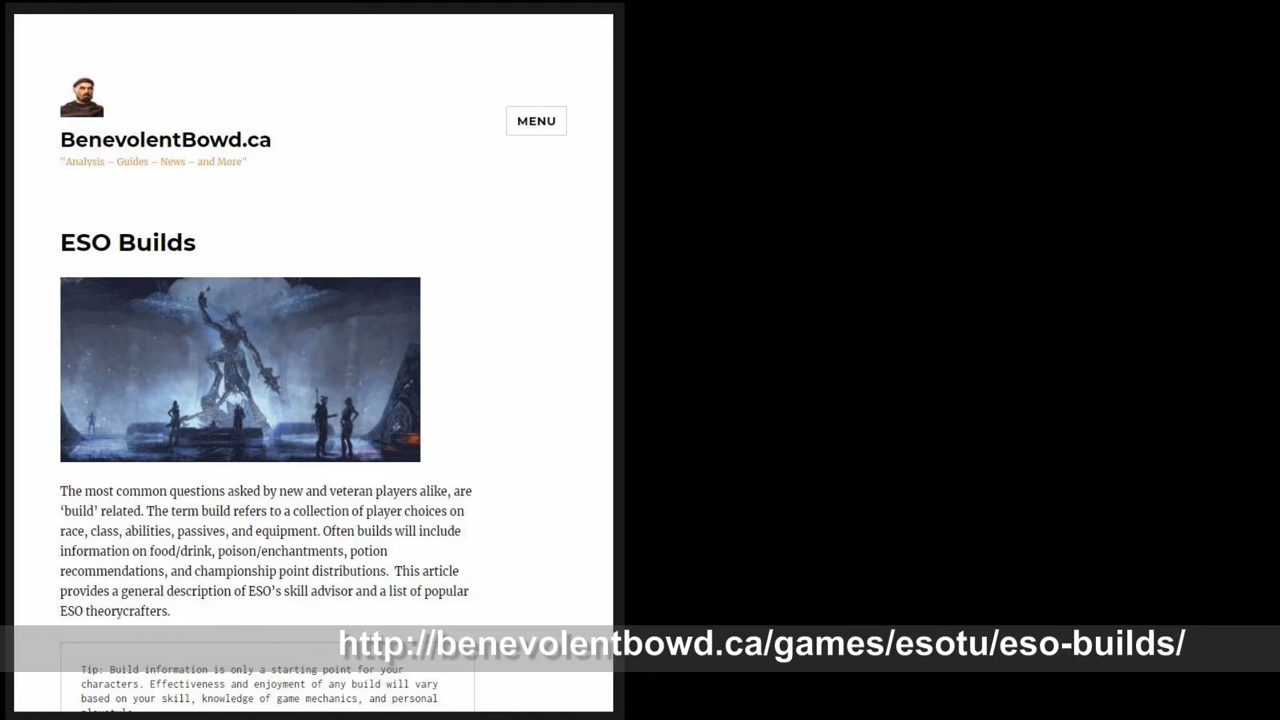 MENU
BenevolentBowd.ca
"Analysis – Guides – News – and More"
ESO Builds
The most common questions asked by new and veteran players alike, are
‘build’ related. The term build refers to a collection of player choices on
race, class, abilities, passives, and equipment. Often builds will include
information on food/drink, poison/enchantments, potion
recommendations, and championship point distributions.  This article
provides a general description of ESO’s skill advisor and a list of popular
ESO theorycrafters.
http://benevolentbowd.ca/games/esotu/eso-builds/
Tip: Build information is only a starting point for your
characters. Effectiveness and enjoyment of any build will vary
based on your skill, knowledge of game mechanics, and personal